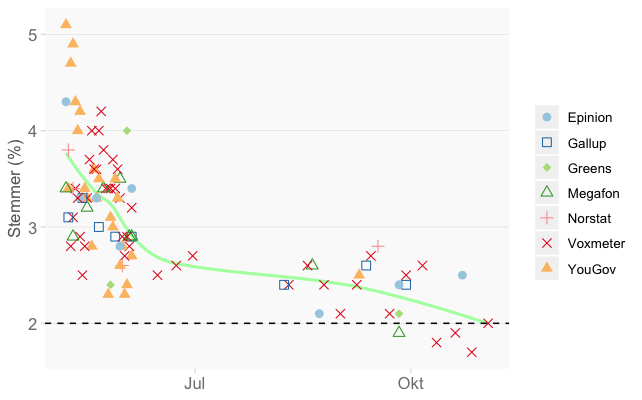 Stemmer (%)
5
4
3
2
Jul
Okt
Epinion
Gallup
Greens
Megafon
Norstat
Voxmeter
YouGov